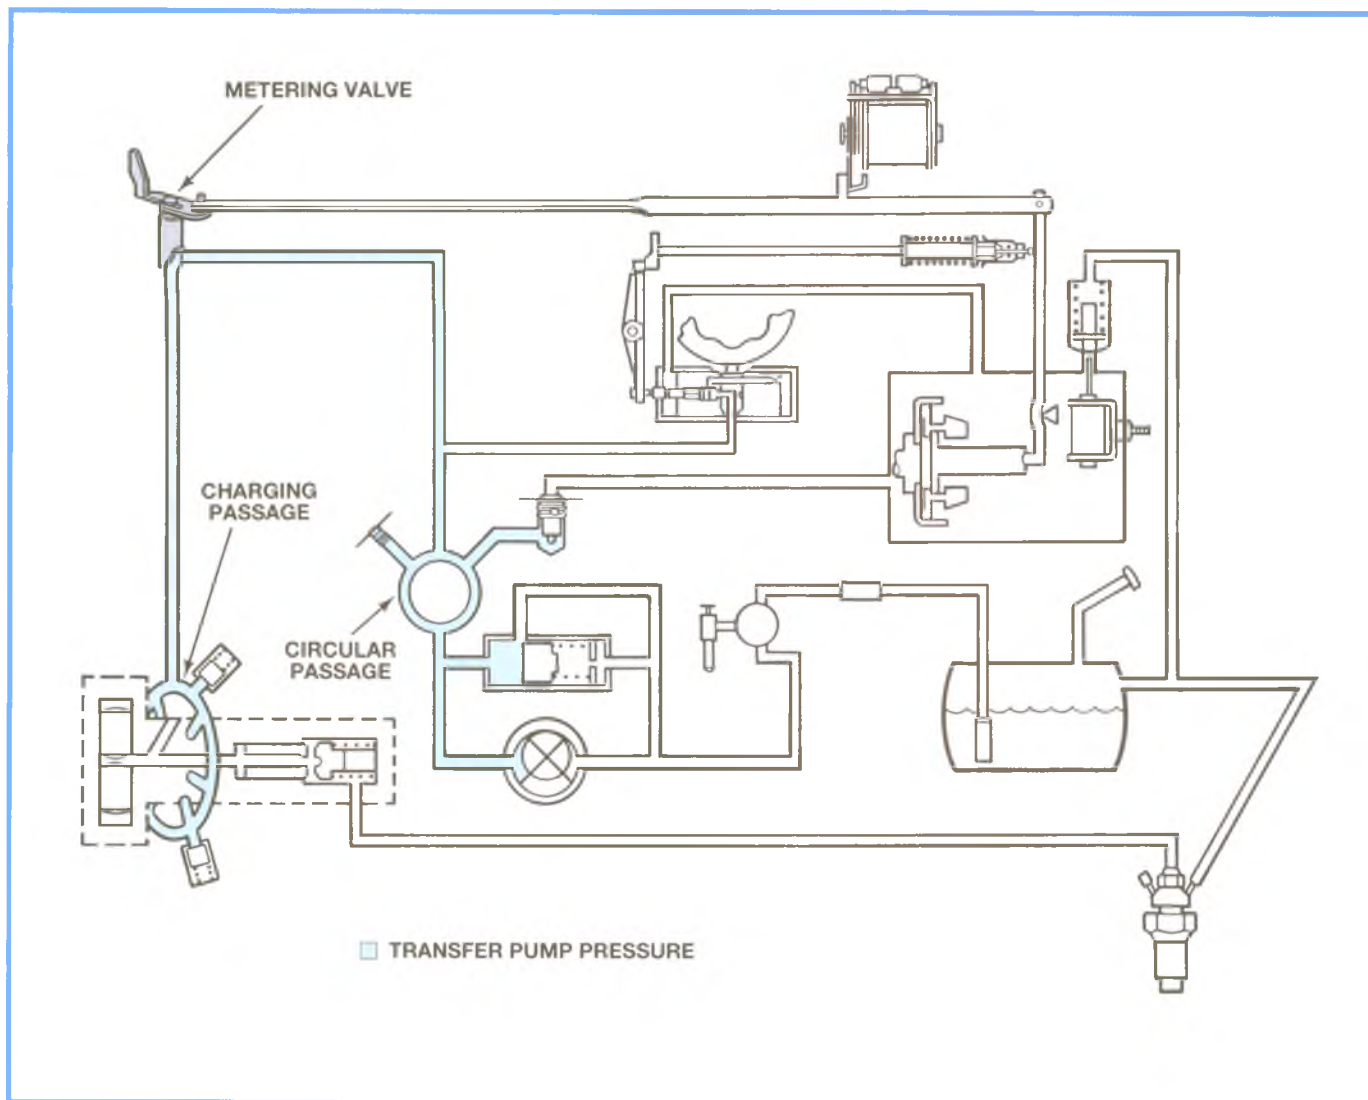 METERING VALVE
CHARGING
PASSAGE
CIRCULAR
PASSAGE
TRANSFER PUMP PRESSURE